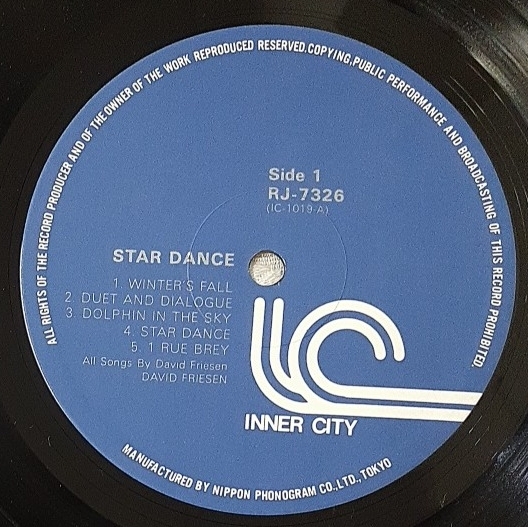 ALL RIGHTS OF THE RECORD PRODUCER AND OF THE OWNER OF THE WORK REPRODUCED RESERVED.COPYING,PUBLIC PERFORMANCE AND BROADCASTING OF THIS RECORD PROHIBITED.
Side 1
RJ-7326
(IC-1019-A)
STAR DANCE
1. WINTER'S FALL
2. DUET AND DIALOGUE
3. DOLPHIN IN THE SKY
4. STAR DANCE
5. 1 RUE BREY
All Songs By David Friesen
DAVID FRIESEN
INNER CITY
MANUFACTURED BY NIPPON PHONOGRAM CO.,LTD., TOKYO